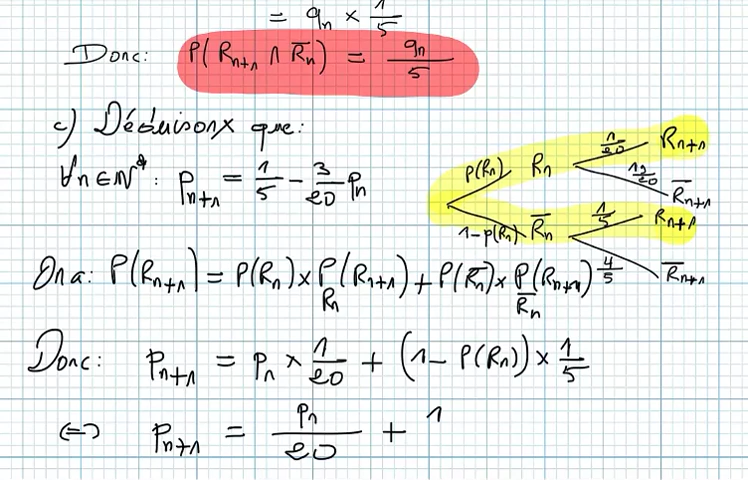 = qn × 1/5
Donc: P(Rn+1 ∩ R̅n) = qn/5
c) Déduisons que:
∀n∈ℕ*: Pn+1 = 1/5 - 3/20 Pn
P(Rn) Rn 1/20 Rn+1
19/20 R̅n+1
1-P(Rn) R̅n 1/5 Rn+1
4/5 R̅n+1
On a: P(Rn+1) = P(Rn) × P_Rn(Rn+1) + P(R̅n) × P_R̅n(Rn+1)
Donc: Pn+1 = Pn × 1/20 + (1 - P(Rn)) × 1/5
⇔ Pn+1 = Pn/20 + 1